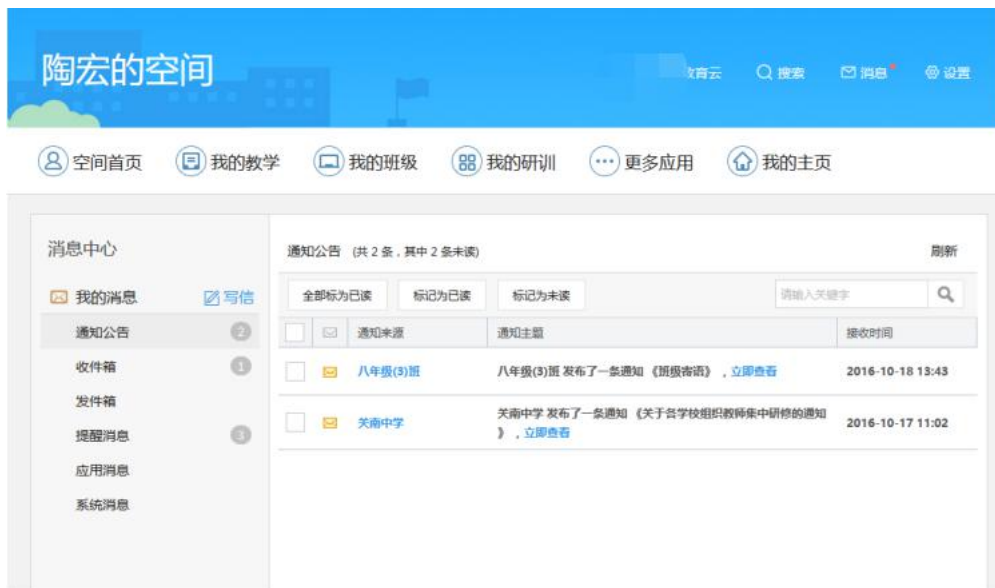 陶宏的空间
教育云 搜索 消息 设置
空间首页 我的教学 我的班级 我的研训 更多应用 我的主页
消息中心
我的消息 写信
通知公告 2
收件箱 1
发件箱
提醒消息 3
应用消息
系统消息
通知公告 (共 2 条,其中 2 条未读) 刷新
全部标为已读 标记为已读 标记为未读 请输入关键字
通知来源 通知主题 接收时间
八年级(3)班 八年级(3)班 发布了一条通知 《班级寄语》 ,立即查看 2016-10-18 13:43
关南中学 关南中学 发布了一条通知 《关于各学校组织教师集中研修的通知
》 ,立即查看 2016-10-17 11:02